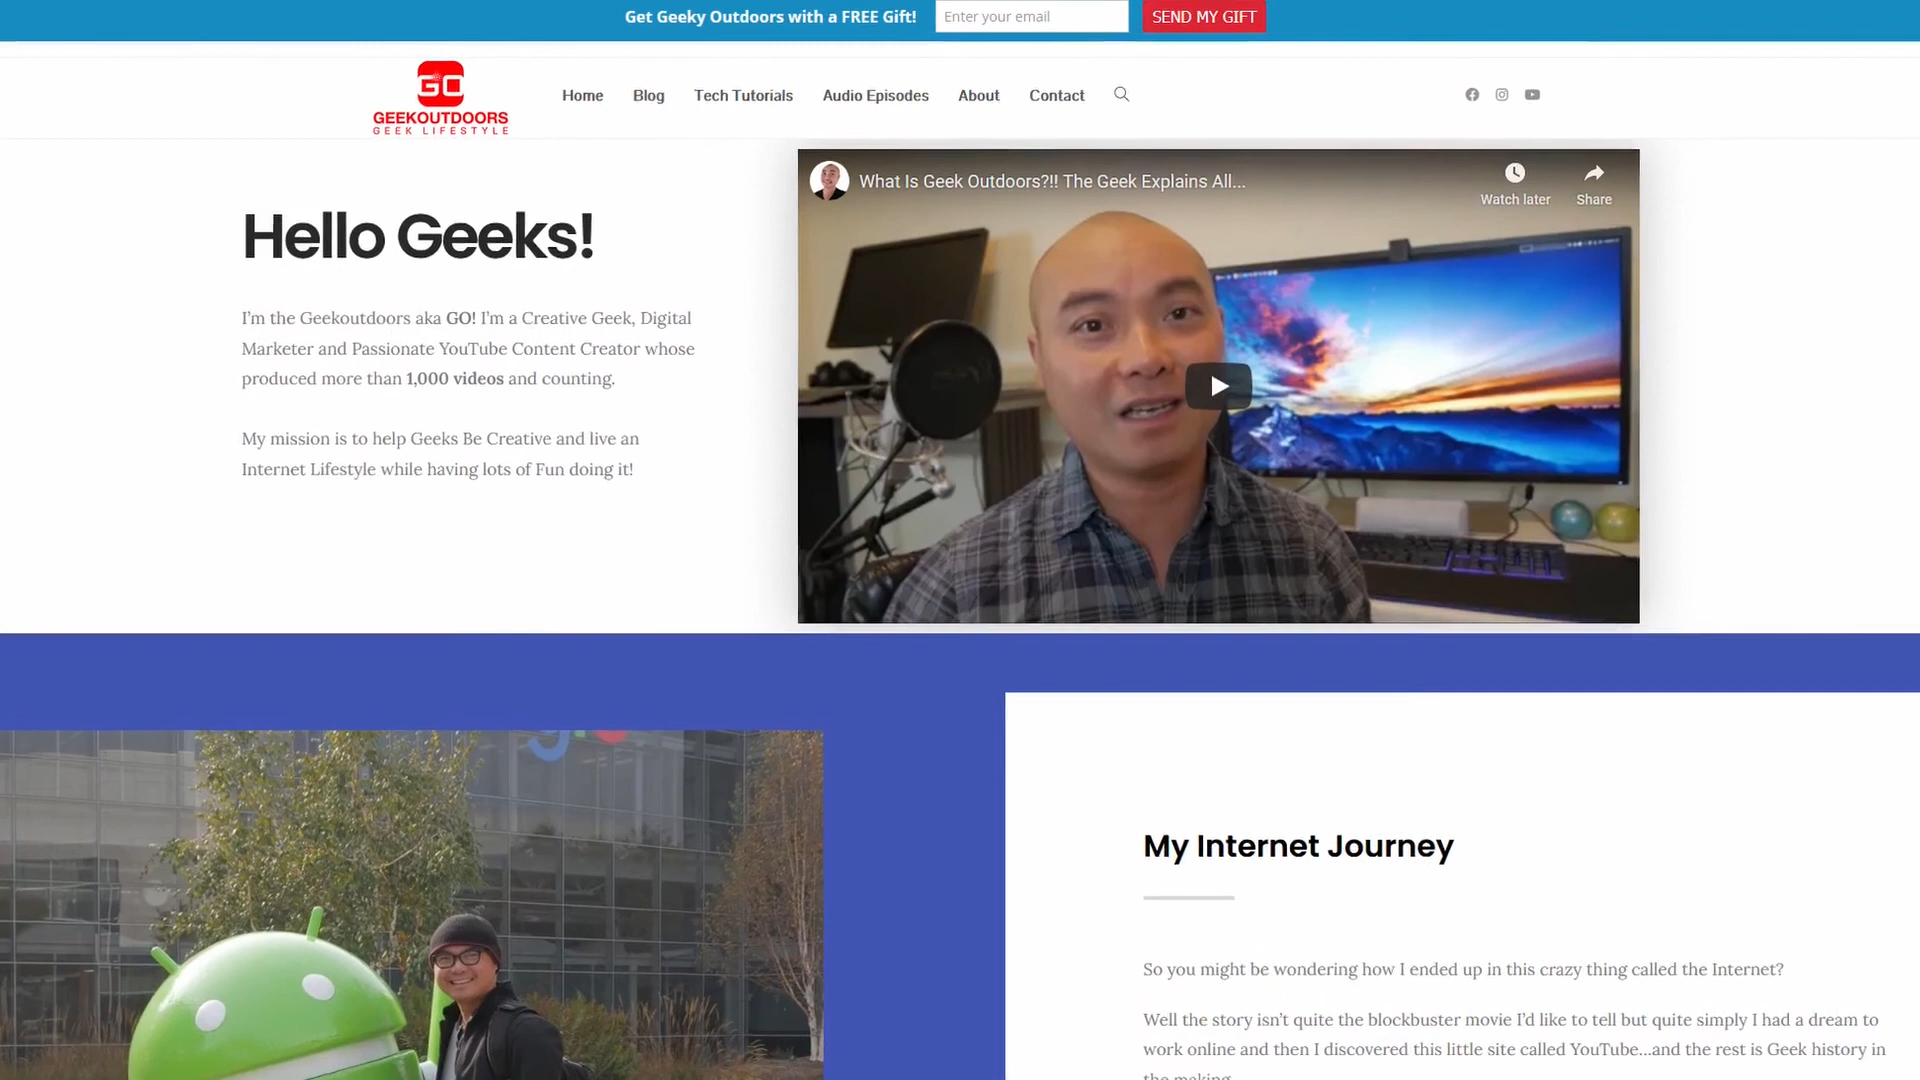 Get Geeky Outdoors with a FREE Gift! Enter your email SEND MY GIFT
GO
GEEKOUTDOORS
GEEK LIFESTYLE
Home Blog Tech Tutorials Audio Episodes About Contact
What Is Geek Outdoors?!! The Geek Explains All...
Watch later Share
Hello Geeks!
I'm the Geekoutdoors aka GO! I'm a Creative Geek, Digital
Marketer and Passionate YouTube Content Creator whose
produced more than 1,000 videos and counting.
My mission is to help Geeks Be Creative and live an
Internet Lifestyle while having lots of Fun doing it!
My Internet Journey
So you might be wondering how I ended up in this crazy thing called the Internet?
Well the story isn't quite the blockbuster movie I'd like to tell but quite simply I had a dream to
work online and then I discovered this little site called YouTube...and the rest is Geek history in
the making